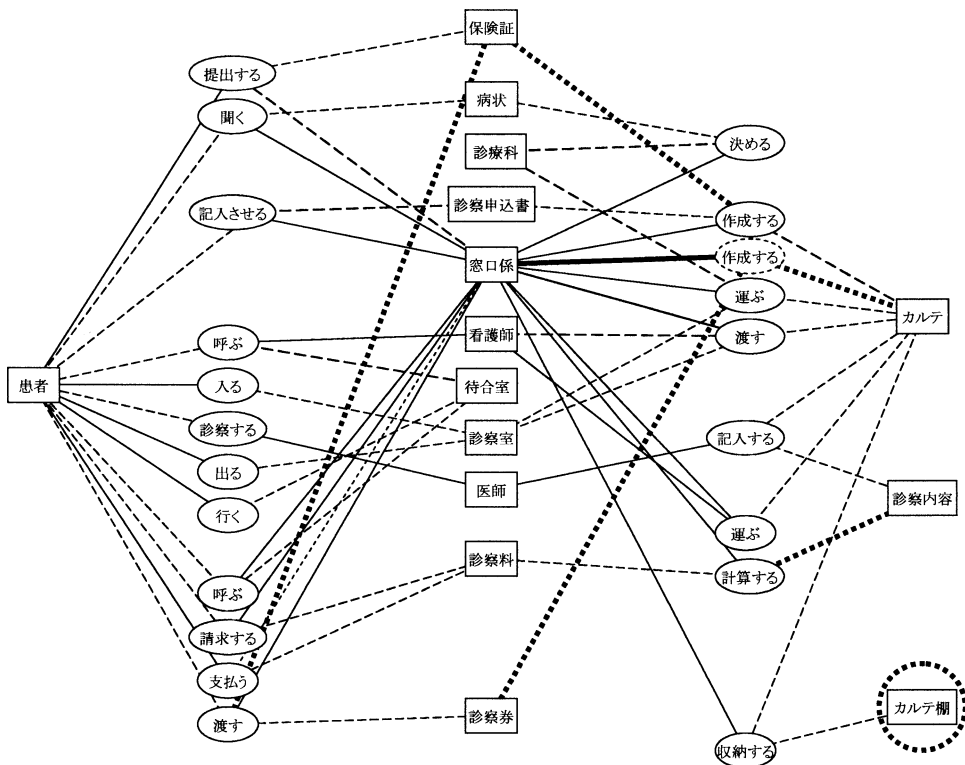 保険証
提出する
病状
聞く
決める
診療科
診察申込書
記入させる
作成する
窓口係
作成する
運ぶ
カルテ
看護師
渡す
呼ぶ
患者
入る
待合室
診察する
診察室
記入する
出る
医師
診察内容
行く
運ぶ
診察料
計算する
呼ぶ
請求する
支払う
カルテ棚
診察券
渡す
収納する